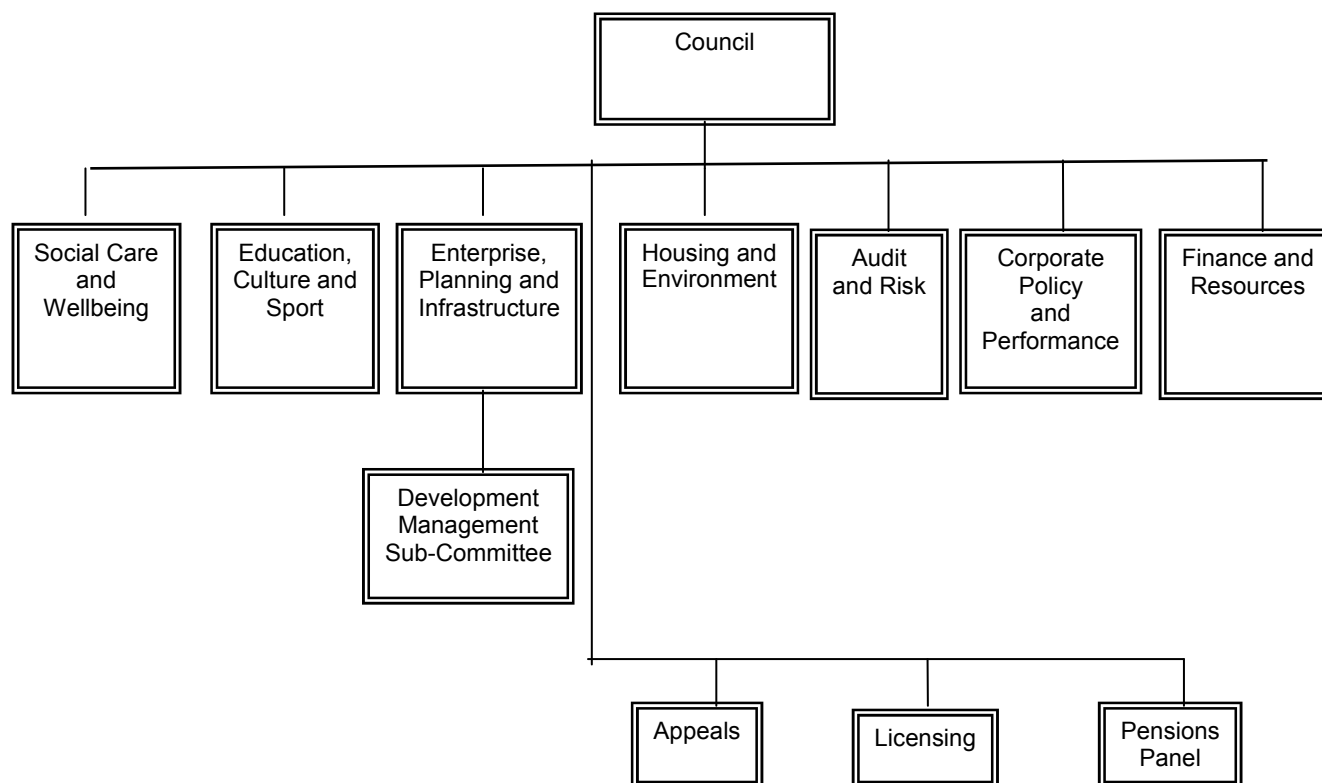 Council
Social Care
and
Wellbeing
Education,
Culture and
Sport
Enterprise,
Planning and
Infrastructure
Housing and
Environment
Audit
and Risk
Corporate
Policy
and
Performance
Finance and
Resources
Development
Management
Sub-Committee
Appeals
Licensing
Pensions
Panel